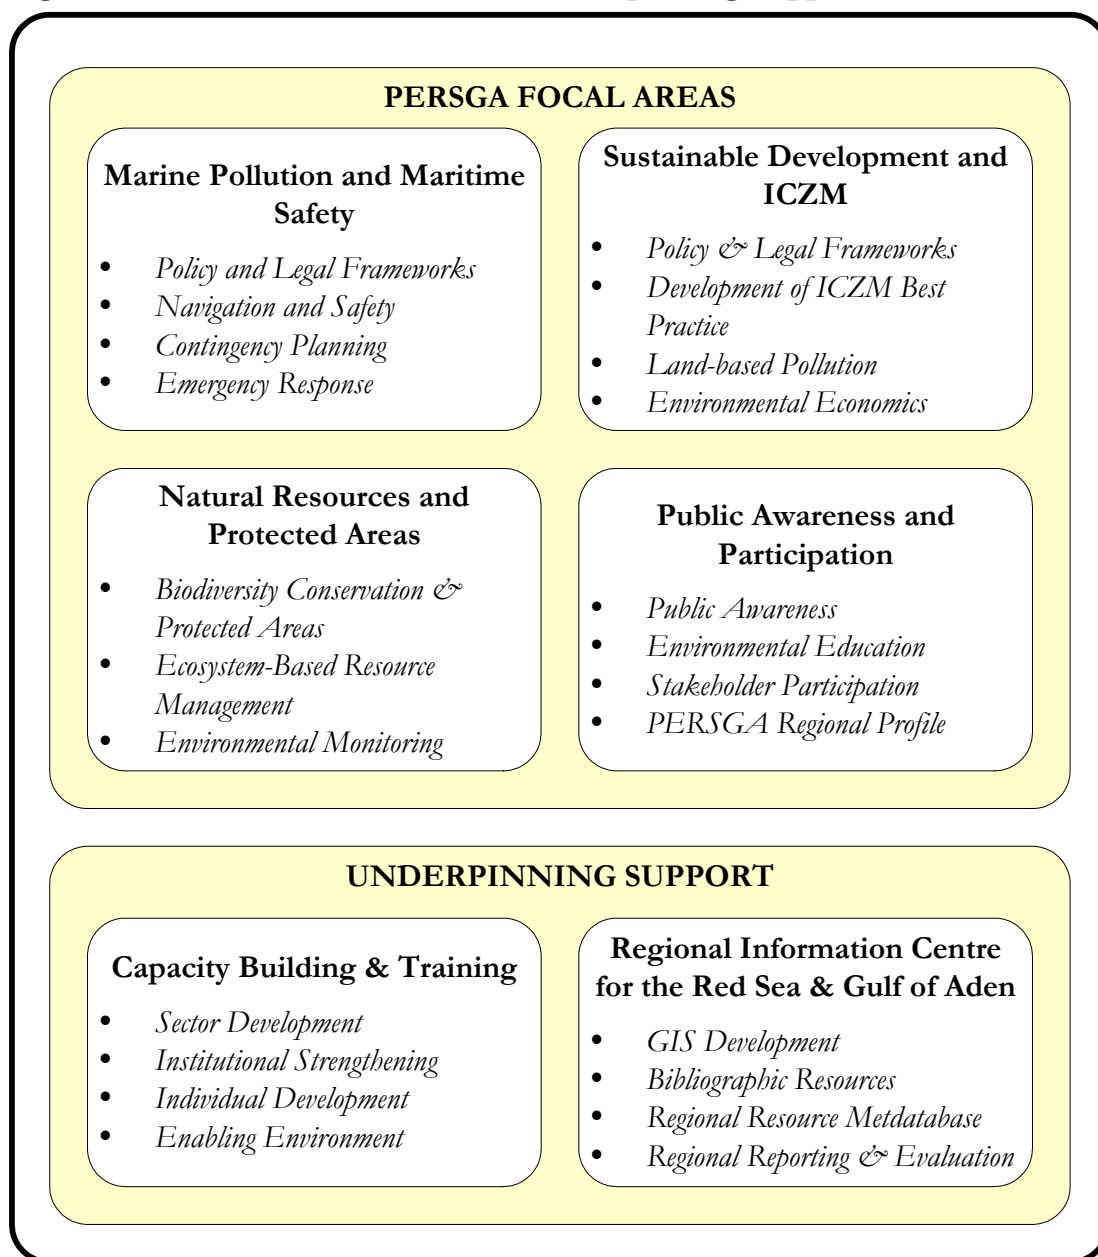 PERSGA FOCAL AREAS
Marine Pollution and Maritime
Safety
• Policy and Legal Frameworks
• Navigation and Safety
• Contingency Planning
• Emergency Response
Sustainable Development and
ICZM
• Policy & Legal Frameworks
• Development of ICZM Best
Practice
• Land-based Pollution
• Environmental Economics
Natural Resources and
Protected Areas
• Biodiversity Conservation &
Protected Areas
• Ecosystem-Based Resource
Management
• Environmental Monitoring
Public Awareness and
Participation
• Public Awareness
• Environmental Education
• Stakeholder Participation
• PERSGA Regional Profile
UNDERPINNING SUPPORT
Capacity Building & Training
• Sector Development
• Institutional Strengthening
• Individual Development
• Enabling Environment
Regional Information Centre
for the Red Sea & Gulf of Aden
• GIS Development
• Bibliographic Resources
• Regional Resource Metdatabase
• Regional Reporting & Evaluation